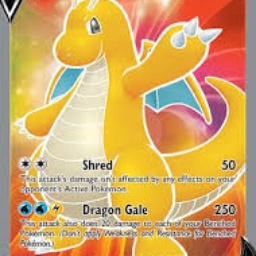 Shred 50
This attack's damage isn't affected by any effects on your
opponent's Active Pokémon.
Dragon Gale 250
This attack also does 20 damage to each of your Benched
Pokémon. (Don't apply Weakness and Resistance for Benched
Pokémon.)